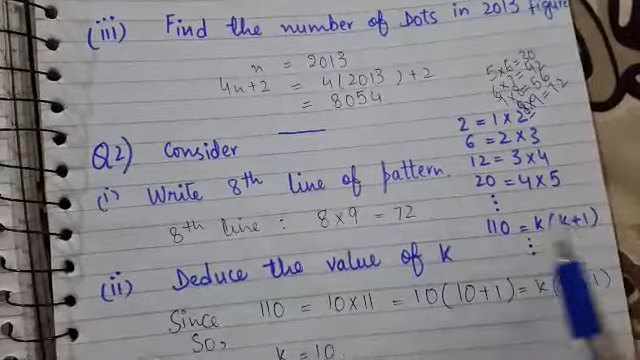 (iii) Find the number of Dots in 2013 figure
n = 2013
4n+2 = 4(2013)+2
= 8054
5×6=30
Q2) Consider
2 = 1×2
6 = 2×3
12 = 3×4
20 = 4×5
⋮
110 = k(k+1)
⋮
(i) Write 8th line of pattern.
8th line : 8×9 = 72
(ii) Deduce the value of k
Since 110 = 10×11 = 10(10+1) = k( 1)
So, k = 10